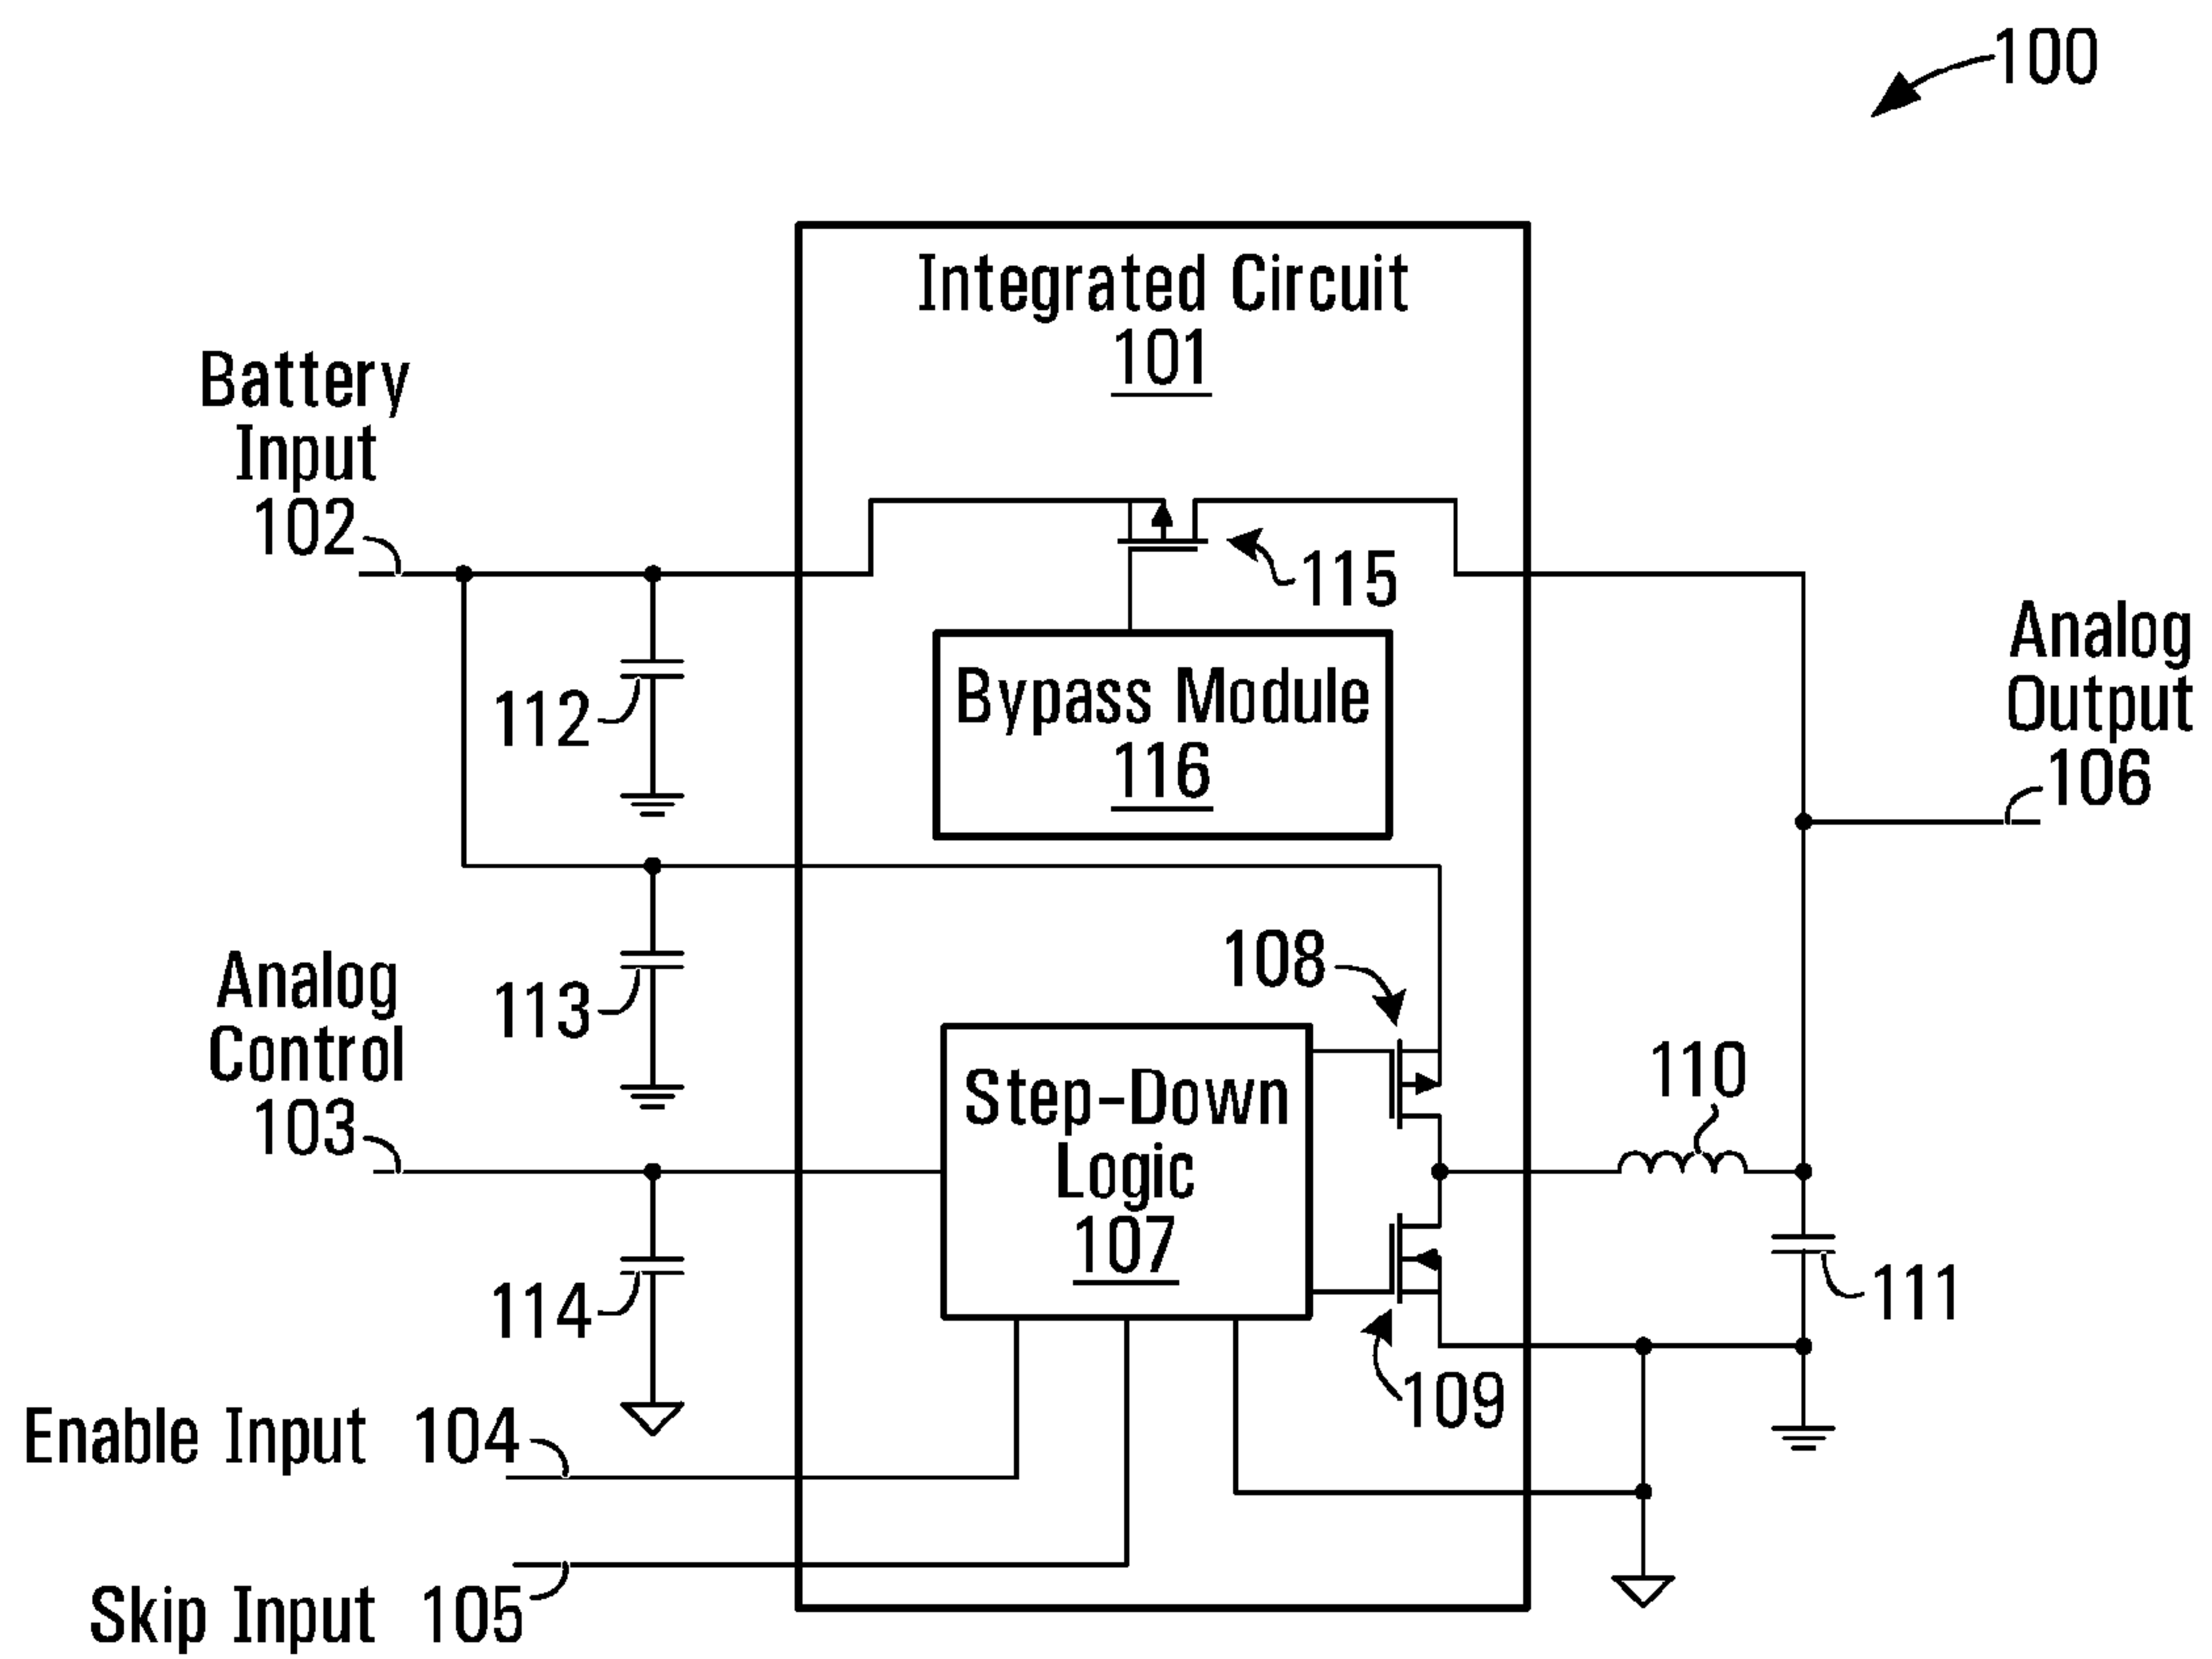 100
Integrated Circuit
101
Battery
Input
102
115
Analog
Output
106
Bypass Module
116
112
108
Analog
Control
103
113
110
Step-Down
Logic
107
114
111
109
Enable Input 104
Skip Input 105